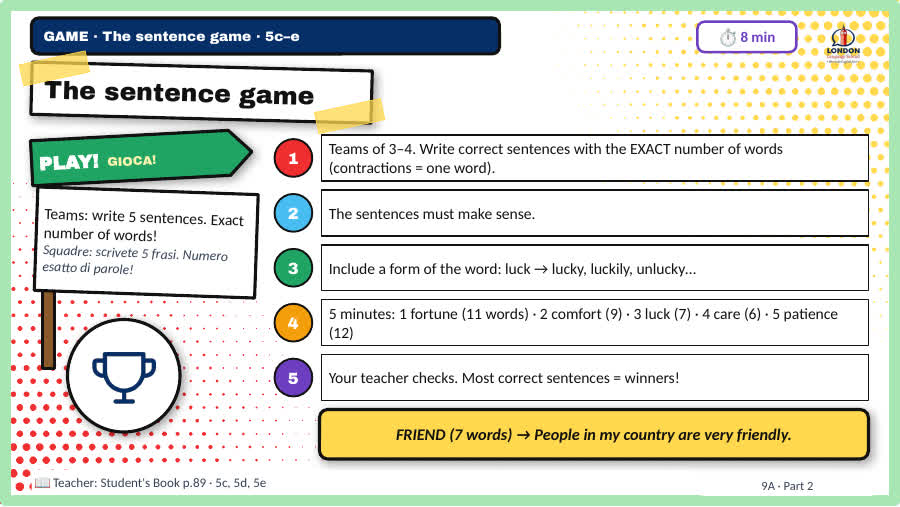 GAME · The sentence game · 5c–e
⏱️ 8 min
LONDON
The sentence game
PLAY! GIOCA!
Teams: write 5 sentences. Exact
number of words!
Squadre: scrivete 5 frasi. Numero
esatto di parole!
1
Teams of 3–4. Write correct sentences with the EXACT number of words
(contractions = one word).
2
The sentences must make sense.
3
Include a form of the word: luck → lucky, luckily, unlucky...
4
5 minutes: 1 fortune (11 words) · 2 comfort (9) · 3 luck (7) · 4 care (6) · 5 patience
(12)
5
Your teacher checks. Most correct sentences = winners!
FRIEND (7 words) → People in my country are very friendly.
📖 Teacher: Student's Book p.89 · 5c, 5d, 5e
9A · Part 2